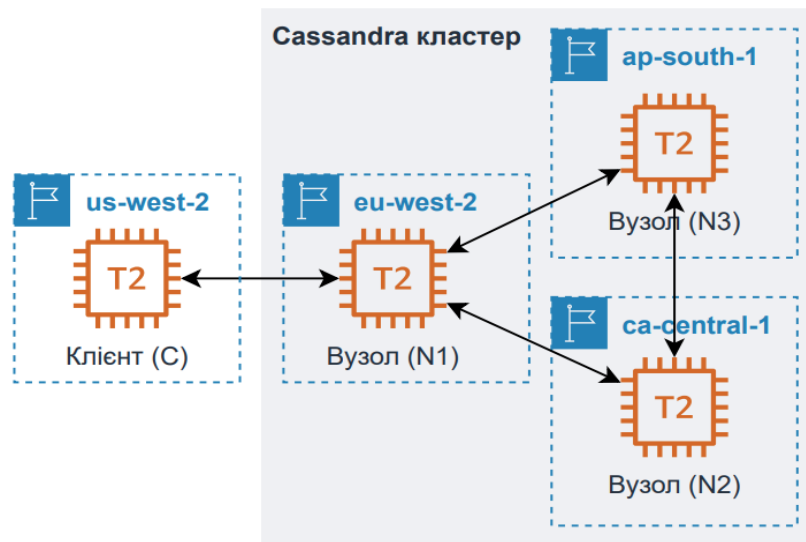 Cassandra кластер
ap-south-1
T2
Вузол (N3)
us-west-2
T2
Клієнт (C)
eu-west-2
T2
Вузол (N1)
ca-central-1
T2
Вузол (N2)